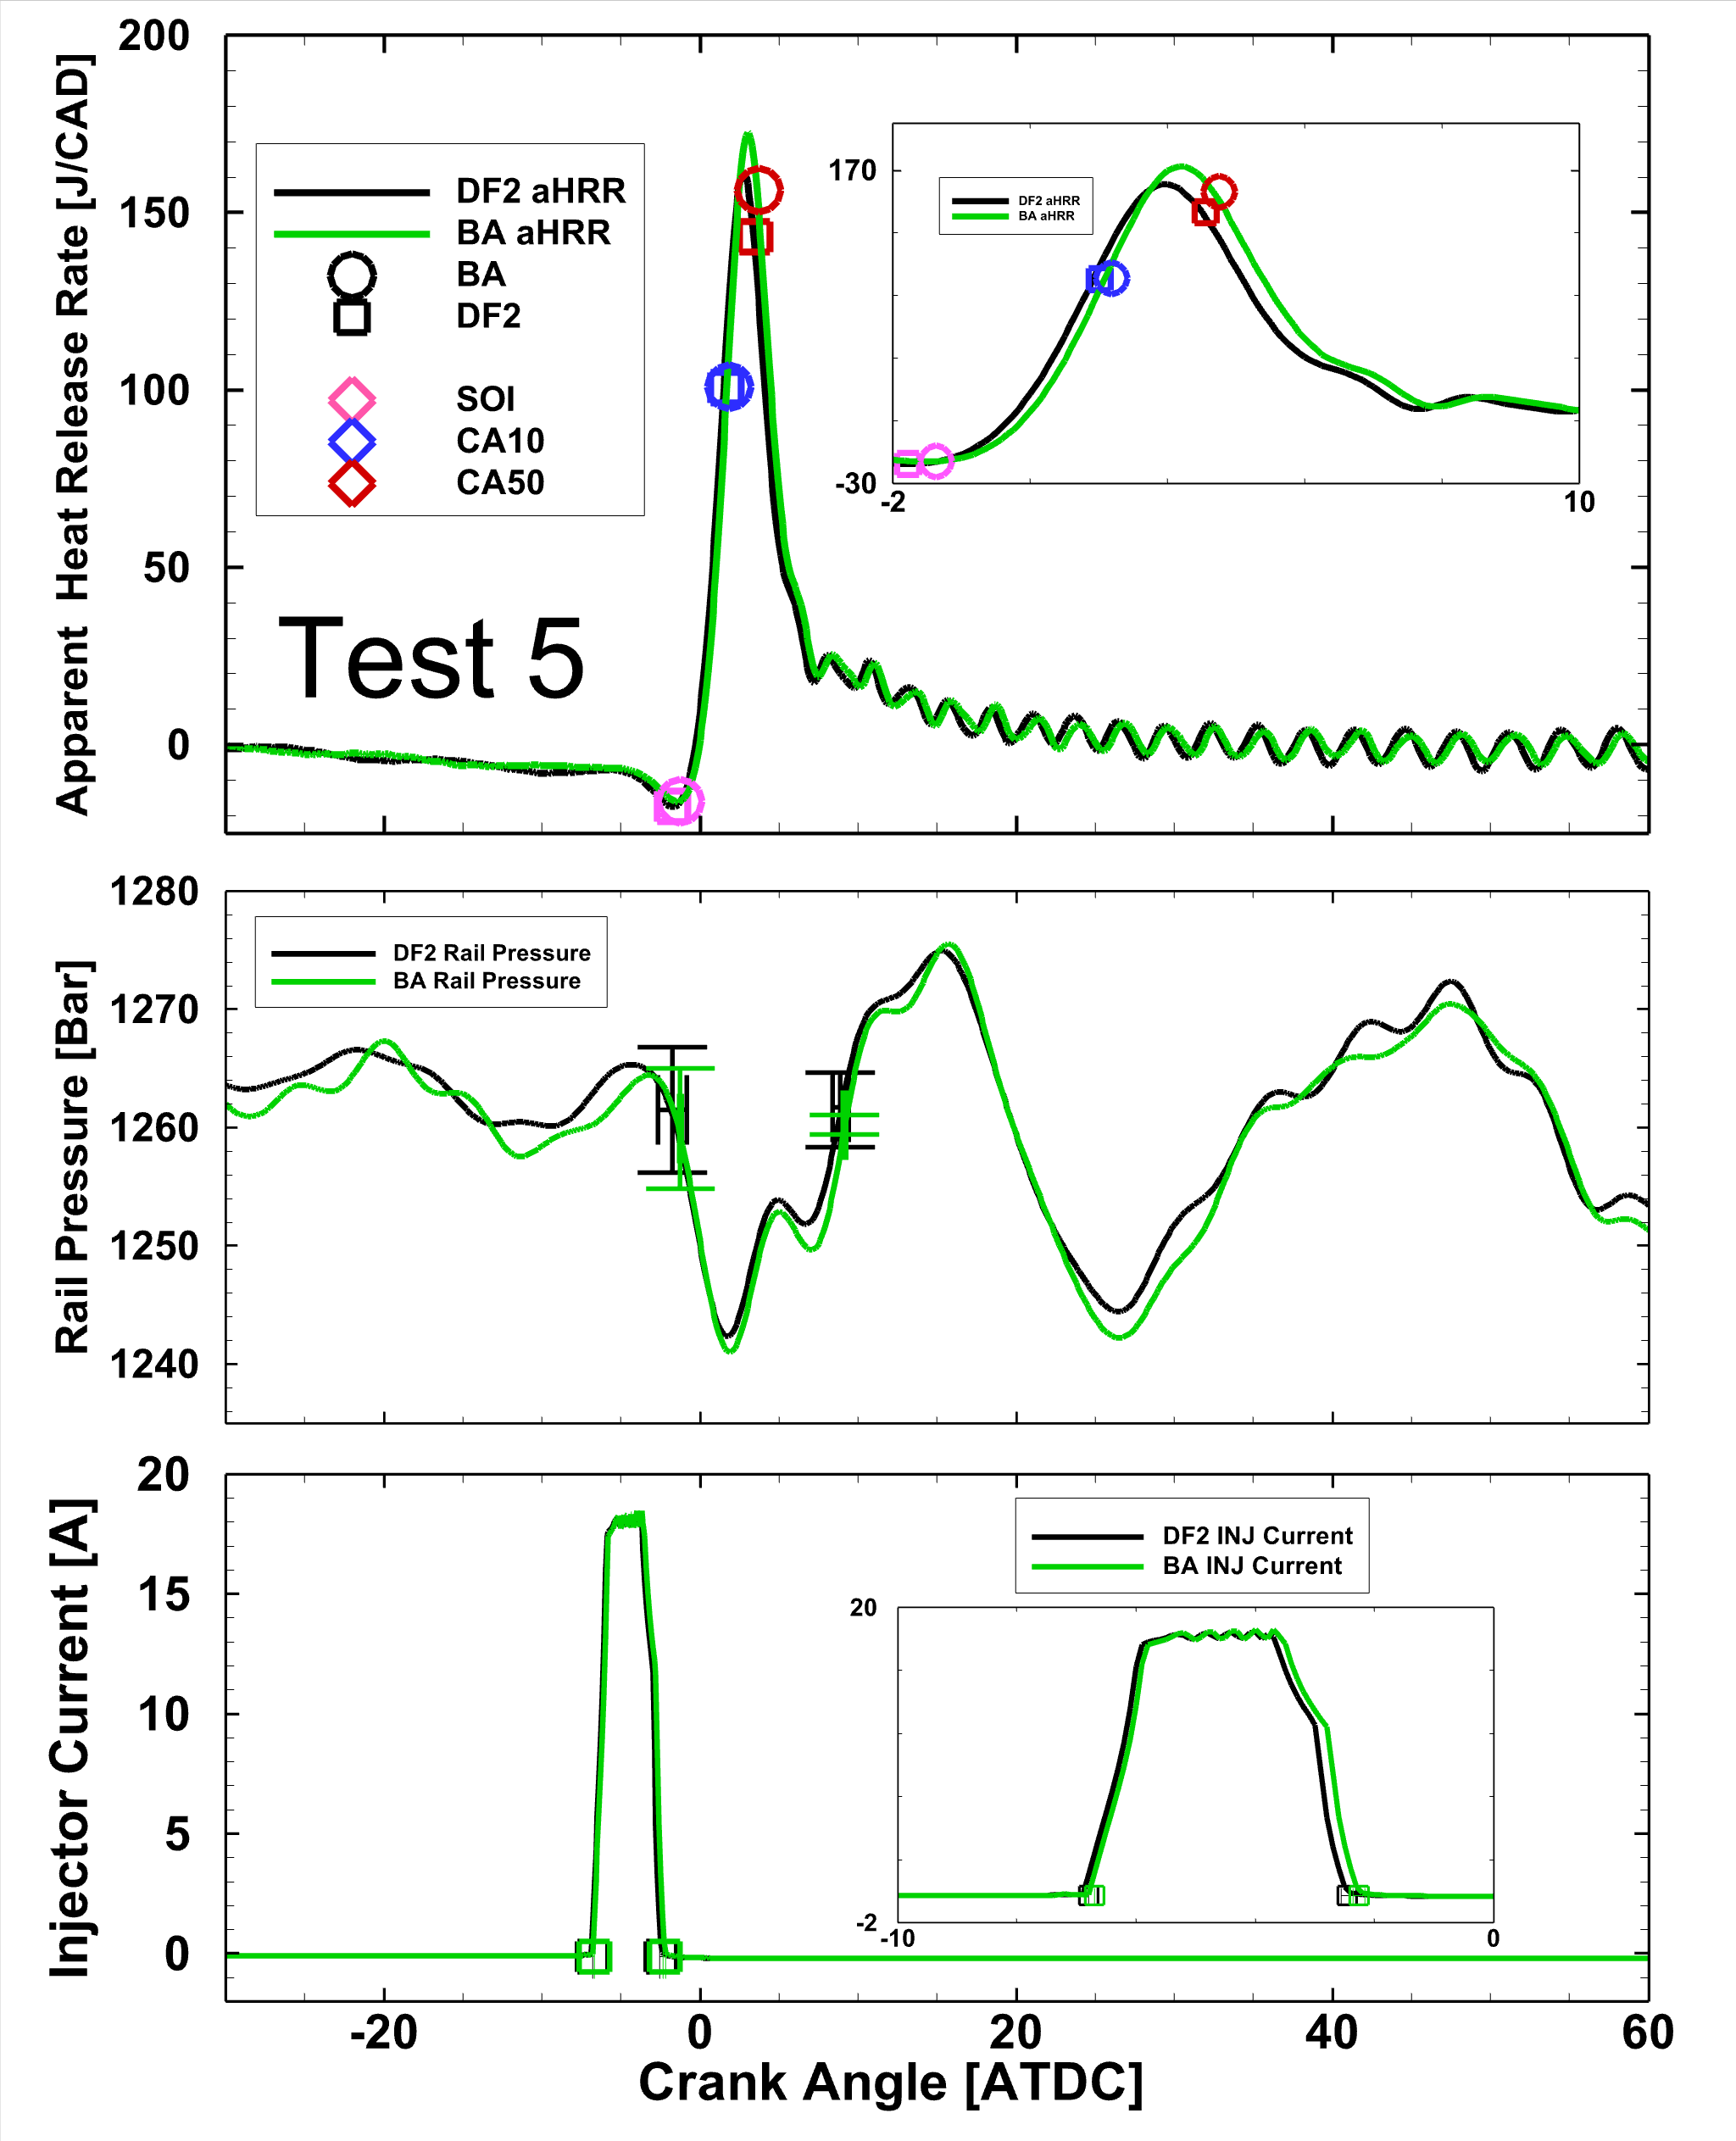 200
150
100
50
0
Apparent Heat Release Rate [J/CAD]
DF2 aHRR
BA aHRR
BA
DF2
SOI
CA10
CA50
Test 5
170
-30
-2
10
DF2 aHRR
BA aHRR
1280
1270
1260
1250
1240
Rail Pressure [Bar]
DF2 Rail Pressure
BA Rail Pressure
20
15
10
5
0
Injector Current [A]
DF2 INJ Current
BA INJ Current
20
-2
-10
0
-20
0
20
40
60
Crank Angle [ATDC]